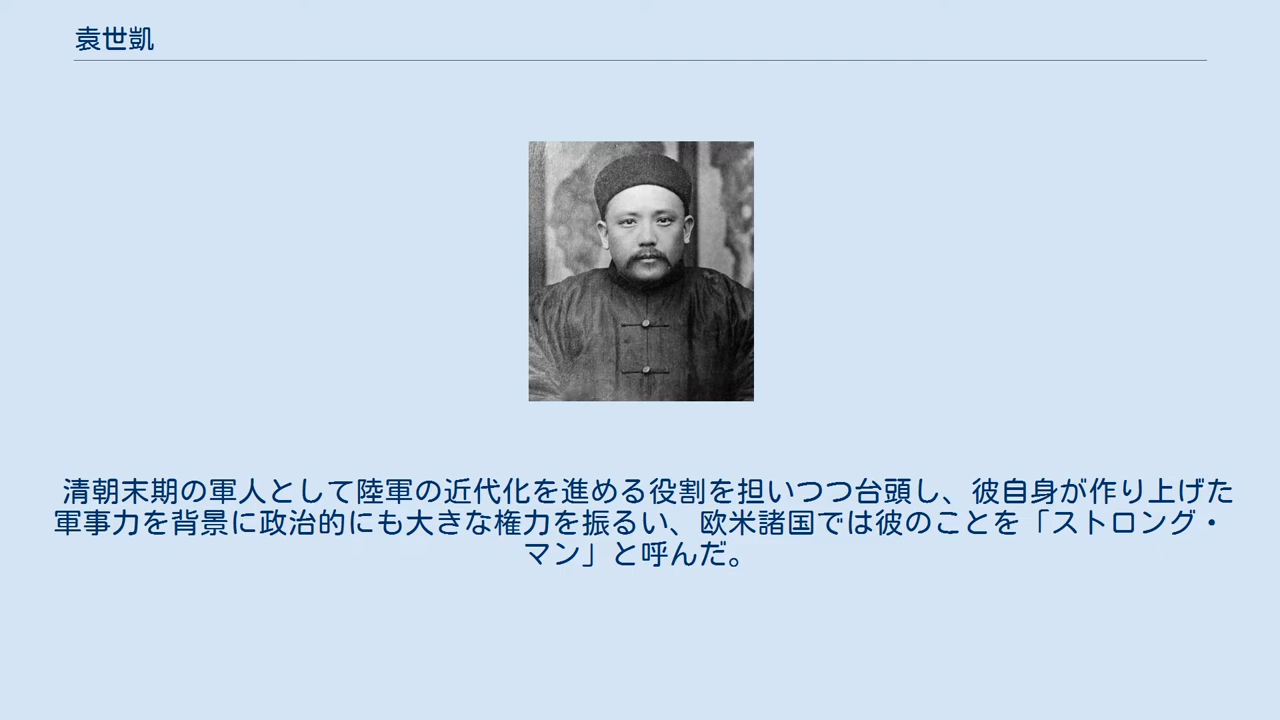 袁世凱
清朝末期の軍人として陸軍の近代化を進める役割を担いつつ台頭し、彼自身が作り上げた
軍事力を背景に政治的にも大きな権力を振るい、欧米諸国では彼のことを「ストロング・
マン」と呼んだ。